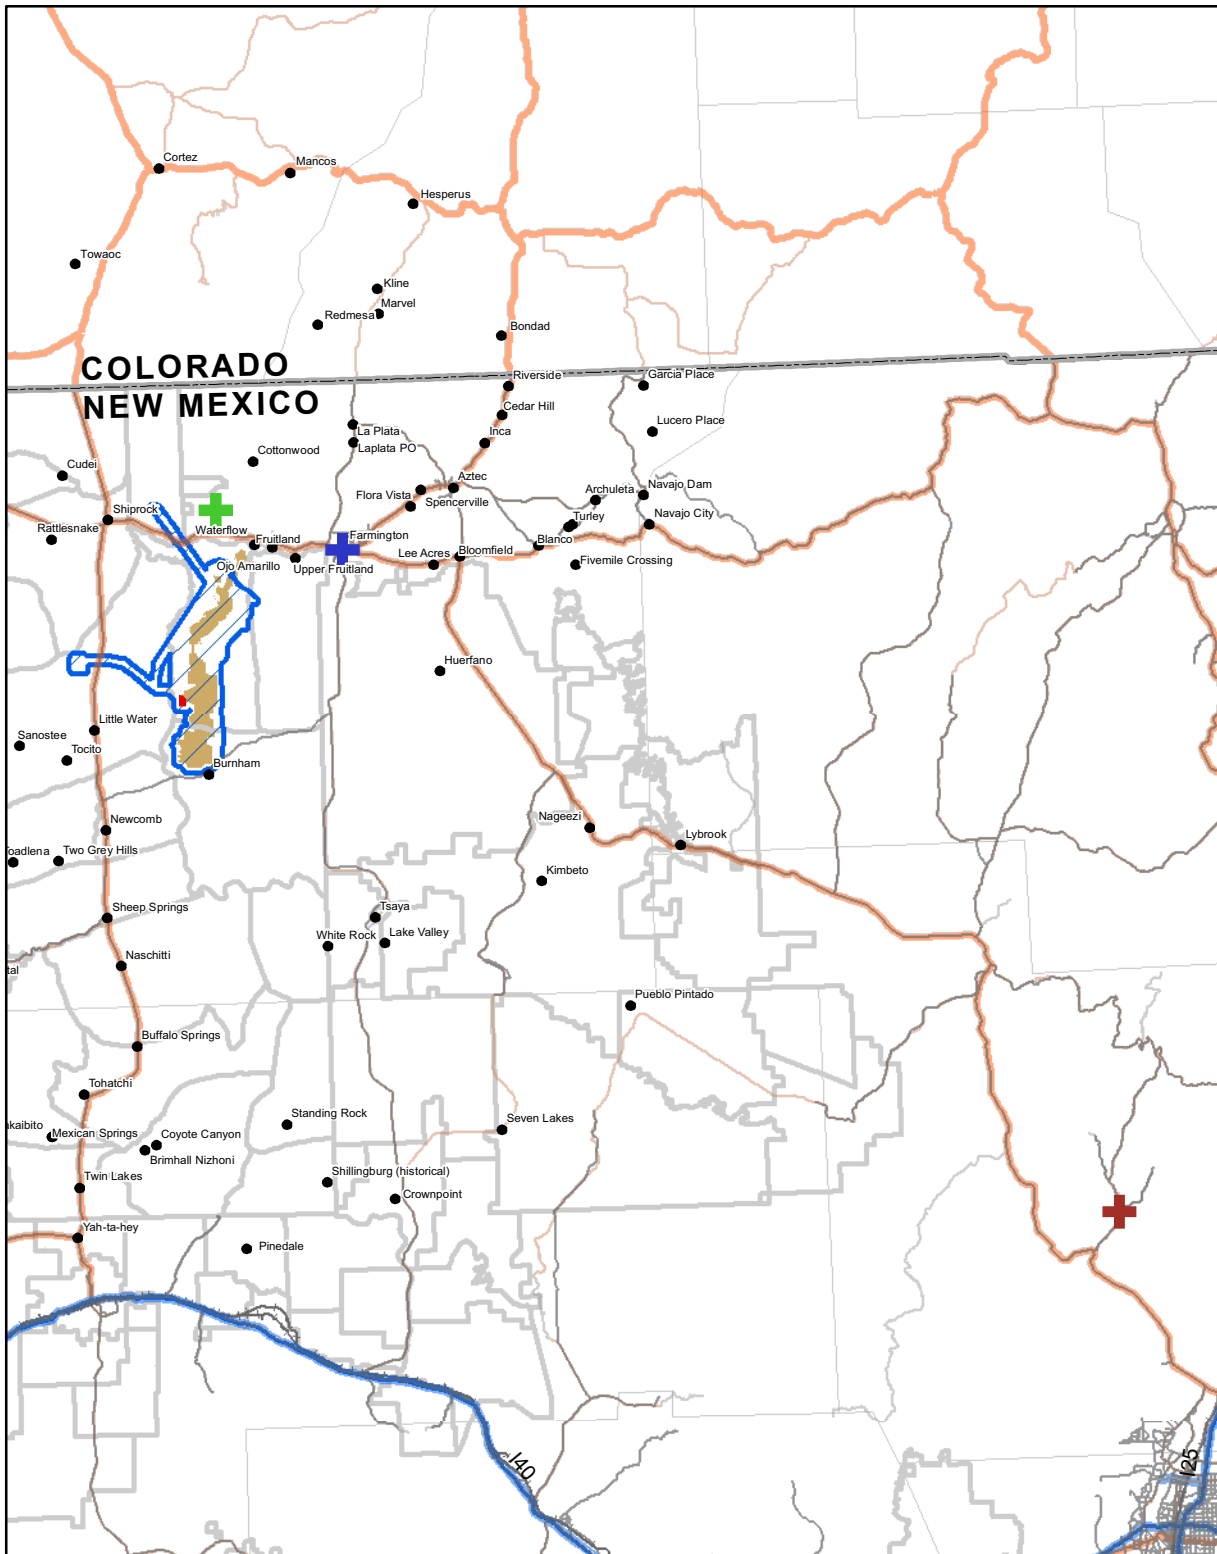 Cortez
Mancos
Hesperus
Towaoc
Kline
Marvel
Redmesa
Bondad
COLORADO
Riverside
Garcia Place
NEW MEXICO
Cedar Hill
Lucero Place
La Plata
Inca
Laplata PO
Cottonwood
Cudei
Aztec
Navajo Dam
Flora Vista
Archuleta
Spencerville
Shiprock
Turley
Navajo City
Rattlesnake
Waterflow
Farmington
Fruitland
Blanco
Lee Acres
Bloomfield
Ojo Amarillo
Upper Fruitland
Fivemile Crossing
Huerfano
Little Water
Sanostee
Tocito
Burnham
Newcomb
Nageezi
Lybrook
Toadlena
Two Grey Hills
Kimbeto
Sheep Springs
Tsaya
White Rock
Lake Valley
Naschitti
tal
Pueblo Pintado
Buffalo Springs
Tohatchi
Standing Rock
Seven Lakes
akaibito
Mexican Springs
Coyote Canyon
Brimhall Nizhoni
Twin Lakes
Shillingburg (historical)
Crownpoint
Yah-ta-hey
Pinedale
I40
I25